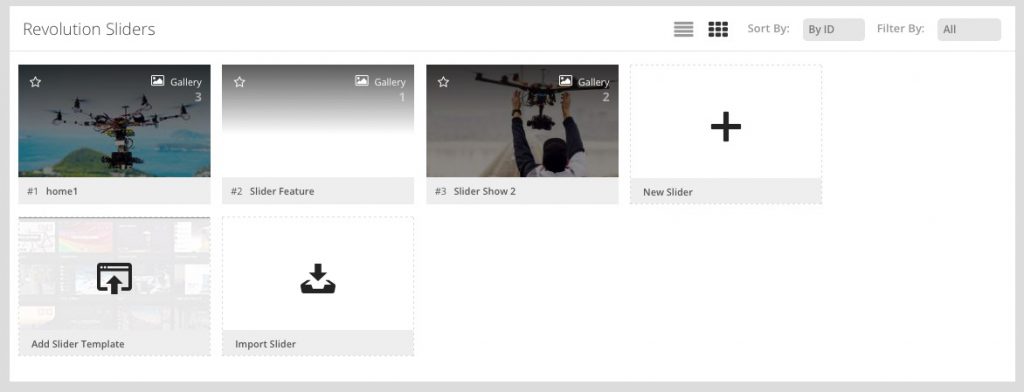 Revolution Sliders
Sort By: By ID Filter By: All
Gallery
3
Gallery
1
Gallery
2
#1 home1
#2 Slider Feature
#3 Slider Show 2
New Slider
Add Slider Template
Import Slider